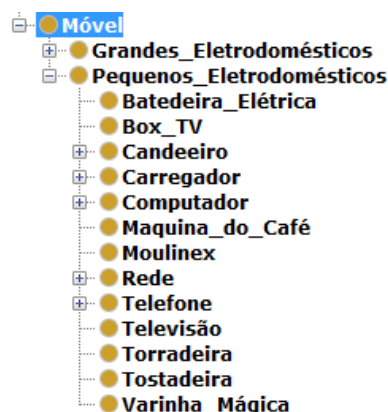 Móvel
Grandes_Eletrodomésticos
Pequenos_Eletrodomésticos
Batedeira_Elétrica
Box_TV
Candeeiro
Carregador
Computador
Maquina_do_Café
Moulinex
Rede
Telefone
Televisão
Torradeira
Tostadeira
Varinha_Mágica